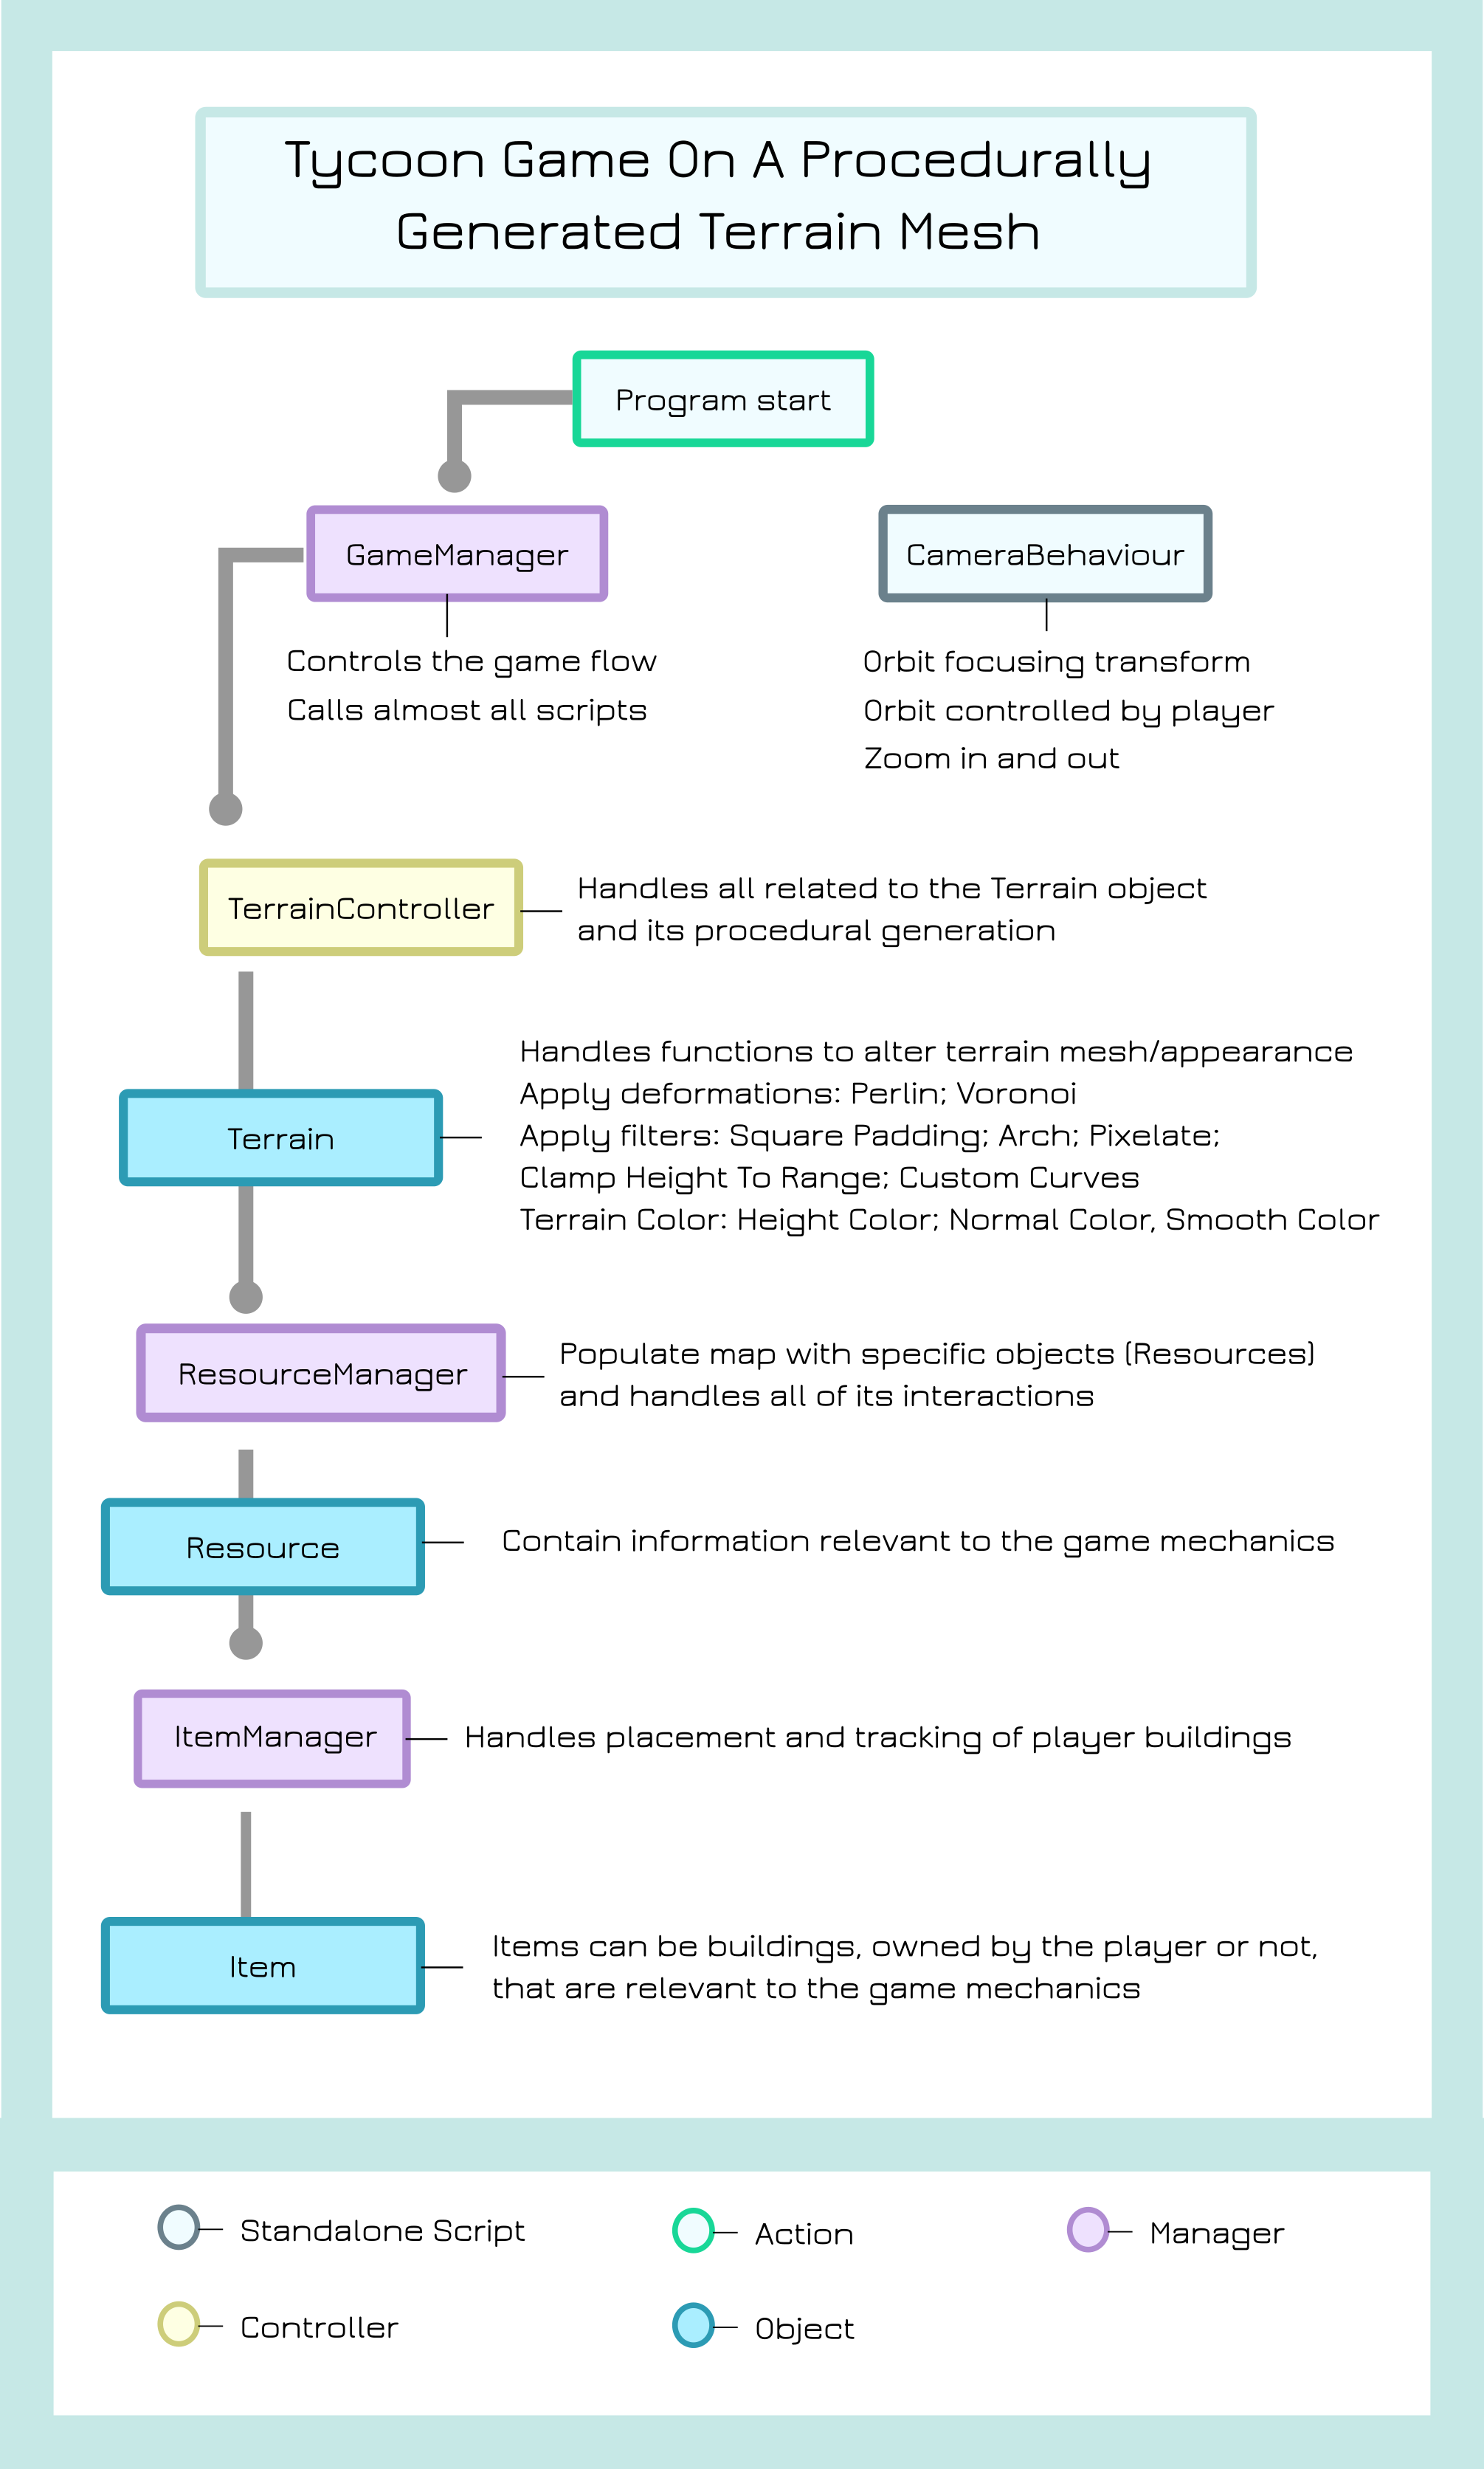 Tycoon Game On A Procedurally
Generated Terrain Mesh
Program start
GameManager
Controls the game flow
Calls almost all scripts
CameraBehaviour
Orbit focusing transform
Orbit controlled by player
Zoom in and out
TerrainController
Handles all related to the Terrain object
and its procedural generation
Terrain
Handles functions to alter terrain mesh/appearance
Apply deformations: Perlin; Voronoi
Apply filters: Square Padding; Arch; Pixelate;
Clamp Height To Range; Custom Curves
Terrain Color: Height Color; Normal Color, Smooth Color
ResourceManager
Populate map with specific objects (Resources)
and handles all of its interactions
Resource
Contain information relevant to the game mechanics
ItemManager
Handles placement and tracking of player buildings
Item
Items can be buildings, owned by the player or not,
that are relevant to the game mechanics
Standalone Script
Action
Manager
Controller
Object